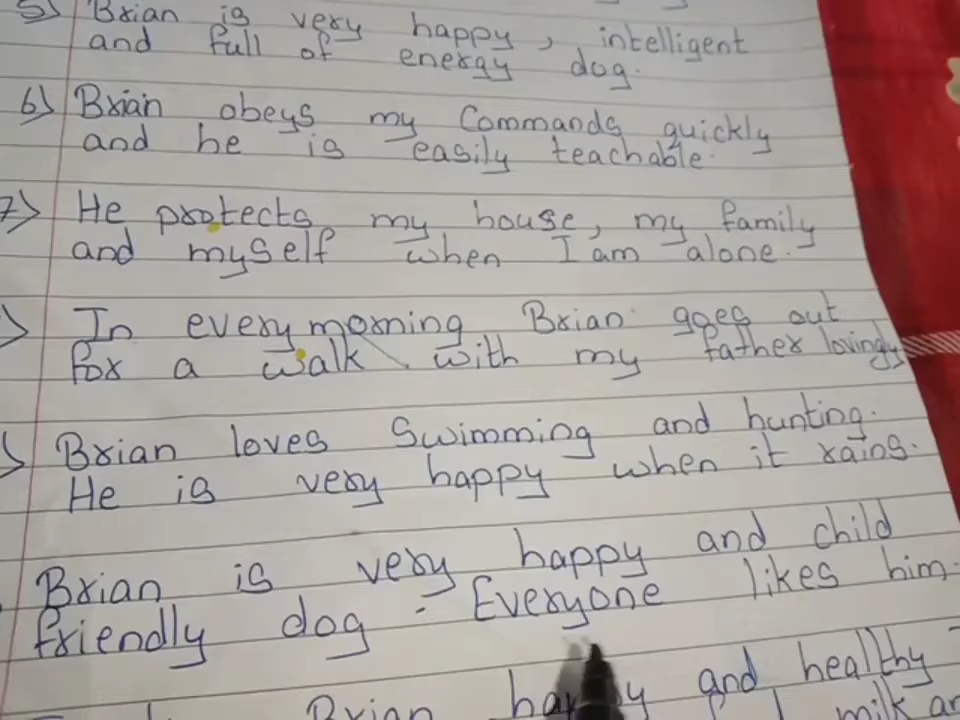 5) Brian is very happy, intelligent
and full of energy dog.
6) Brian obeys my Commands quickly
and he is easily teachable.
7) He protects my house, my family
and myself when I am alone.
) In every morning Brian goes out
for a walk with my father lovingly
) Brian loves Swimming and hunting.
He is very happy when it rains.
Brian is very happy and child
friendly dog. Everyone likes him.
Brian happy and healthy
milk